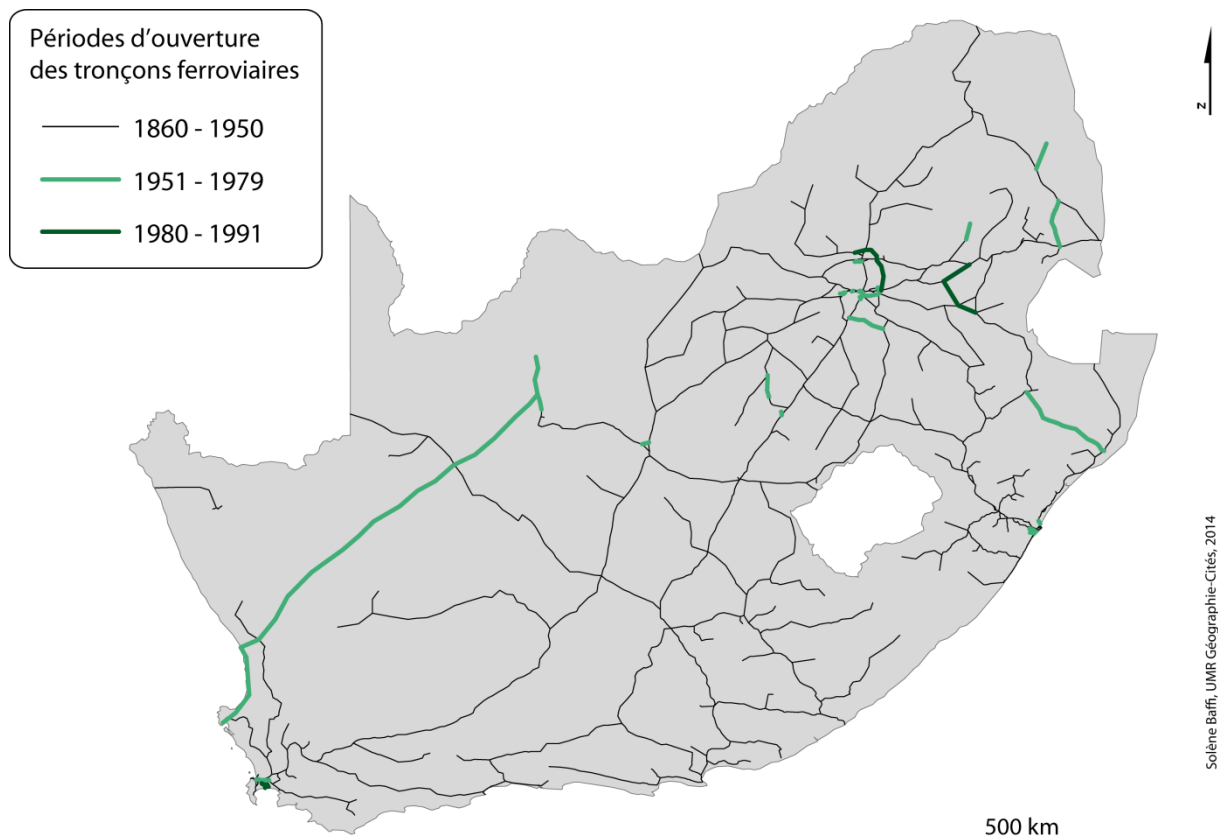 Périodes d'ouverture
des tronçons ferroviaires
1860 - 1950
1951 - 1979
1980 - 1991
N
Solène Baffi, UMR Géographie-Cités, 2014
500 km